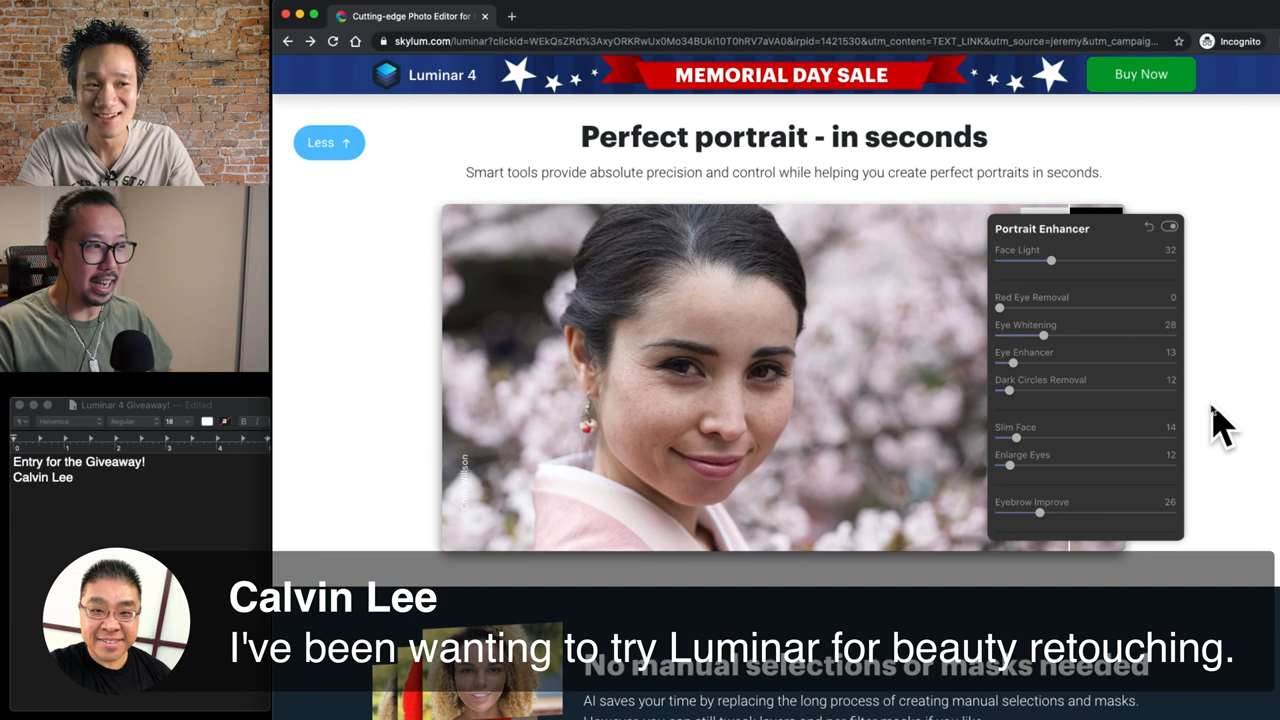 Cutting-edge Photo Editor for
skylum.com/luminar?clickid=WEkQsZRd%3AxyORKRwUx0Mo34BUki10T0hRV7aVA0&irpid=1421530&utm_content=TEXT_LINK&utm_source=jeremy&utm_campaig...
Incognito
Luminar 4
MEMORIAL DAY SALE
Buy Now
Less ↑
Perfect portrait - in seconds
Smart tools provide absolute precision and control while helping you create perfect portraits in seconds.
Portrait Enhancer
Face Light 32
Red Eye Removal 0
Eye Whitening 28
Eye Enhancer 13
Dark Circles Removal 12
Slim Face 14
Enlarge Eyes 12
Eyebrow Improve 26
Luminar 4 Giveaway! — Edited
Helvetica Regular 18 B I
0 1 2 3 4
Entry for the Giveaway!
Calvin Lee
Calvin Lee
I've been wanting to try Luminar for beauty retouching.
No manual selections or masks needed
AI saves your time by replacing the long process of creating manual selections and masks.